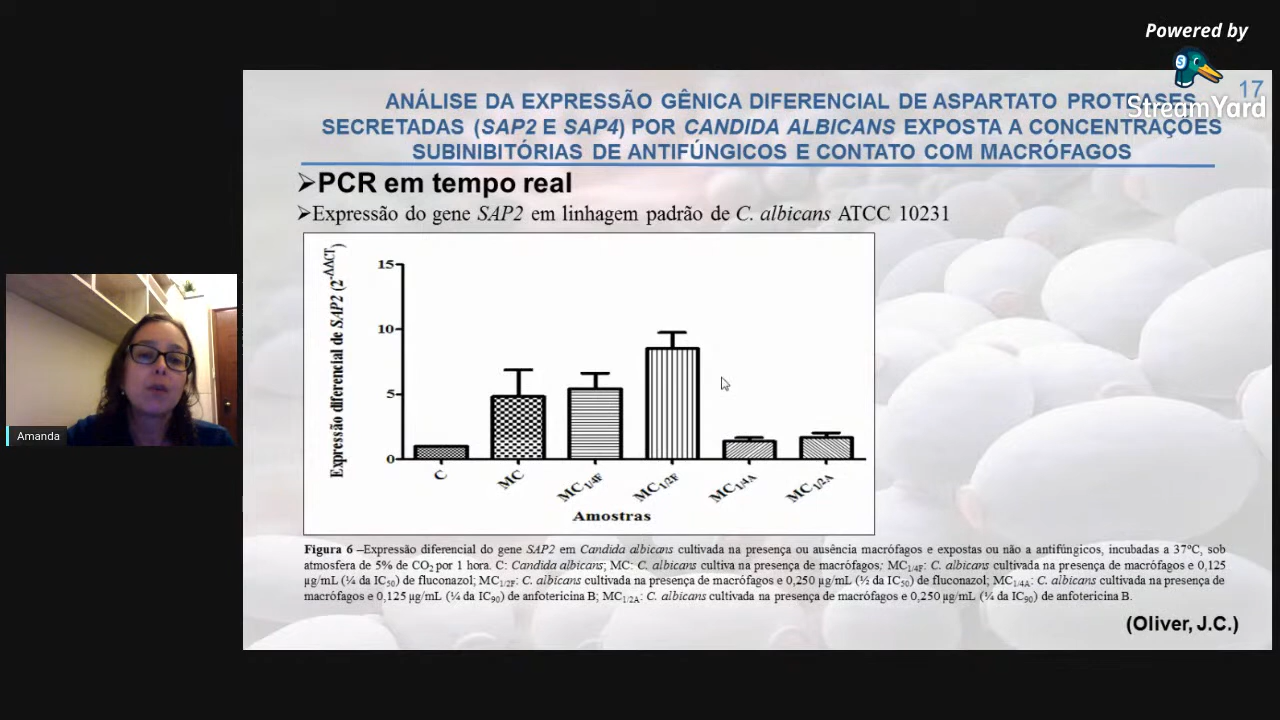 Powered by
StreamYard
17
ANÁLISE DA EXPRESSÃO GÊNICA DIFERENCIAL DE ASPARTATO PROTEASES
SECRETADAS (SAP2 E SAP4) POR CANDIDA ALBICANS EXPOSTA A CONCENTRAÇÕES
SUBINIBITÓRIAS DE ANTIFÚNGICOS E CONTATO COM MACRÓFAGOS
➢PCR em tempo real
➢Expressão do gene SAP2 em linhagem padrão de C. albicans ATCC 10231
Expressão diferencial de SAP2 (2^-ΔΔCT)
15
10
5
0
C
MC
MC1/4F
MC1/2F
MC1/4A
MC1/2A
Amostras
Figura 6 –Expressão diferencial do gene SAP2 em Candida albicans cultivada na presença ou ausência macrófagos e expostas ou não a antifúngicos, incubadas a 37°C, sob
atmosfera de 5% de CO2 por 1 hora. C: Candida albicans; MC: C. albicans cultiva na presença de macrófagos; MC1/4F: C. albicans cultivada na presença de macrófagos e 0,125
µg/mL (¼ da IC50) de fluconazol; MC1/2F: C. albicans cultivada na presença de macrófagos e 0,250 µg/mL (½ da IC50) de fluconazol; MC1/4A: C. albicans cultivada na presença de
macrófagos e 0,125 µg/mL (¼ da IC90) de anfotericina B; MC1/2A: C. albicans cultivada na presença de macrófagos e 0,250 µg/mL (¼ da IC90) de anfotericina B.
(Oliver, J.C.)
Amanda